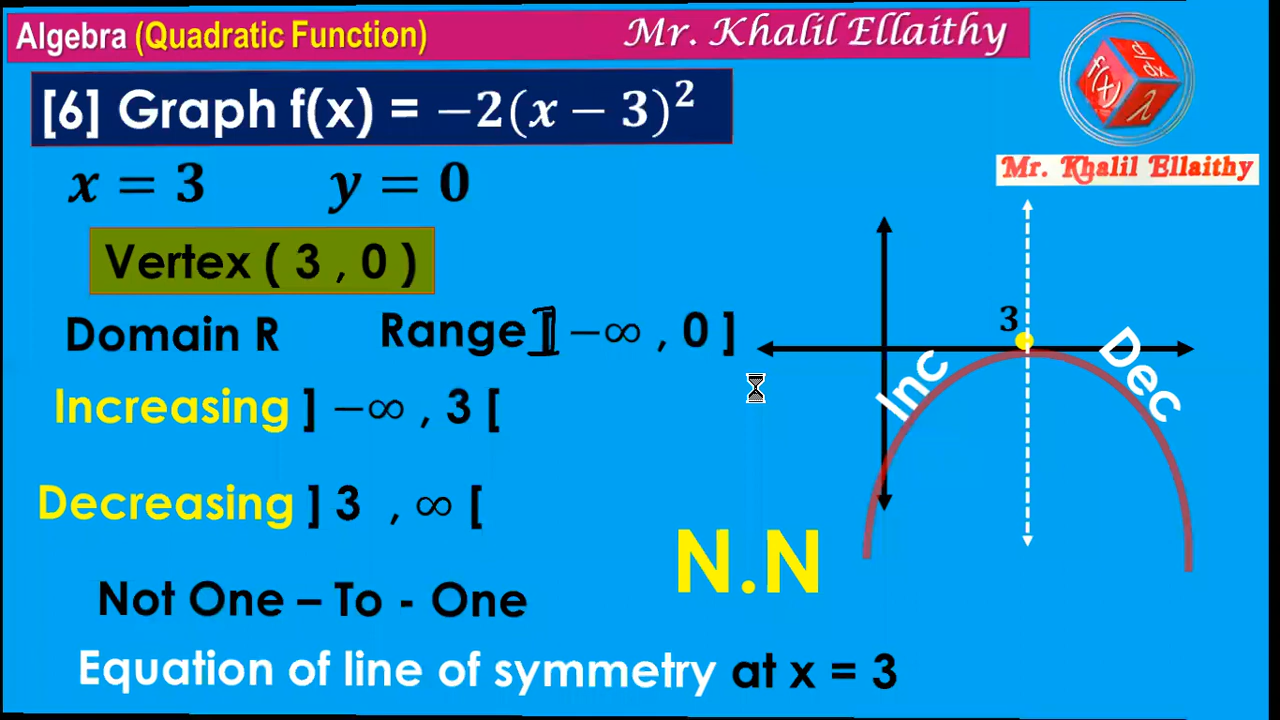 Algebra (Quadratic Function)
Mr. Khalil Ellaithy
[6] Graph f(x) = −2(x − 3)²
f(x)
d/dx
λ
Mr. Khalil Ellaithy
x = 3 y = 0
Vertex ( 3 , 0 )
Domain R Range ] −∞ , 0 ]
3
Inc
Dec
Increasing ] −∞ , 3 [
Decreasing ] 3 , ∞ [
N.N
Not One – To - One
Equation of line of symmetry at x = 3